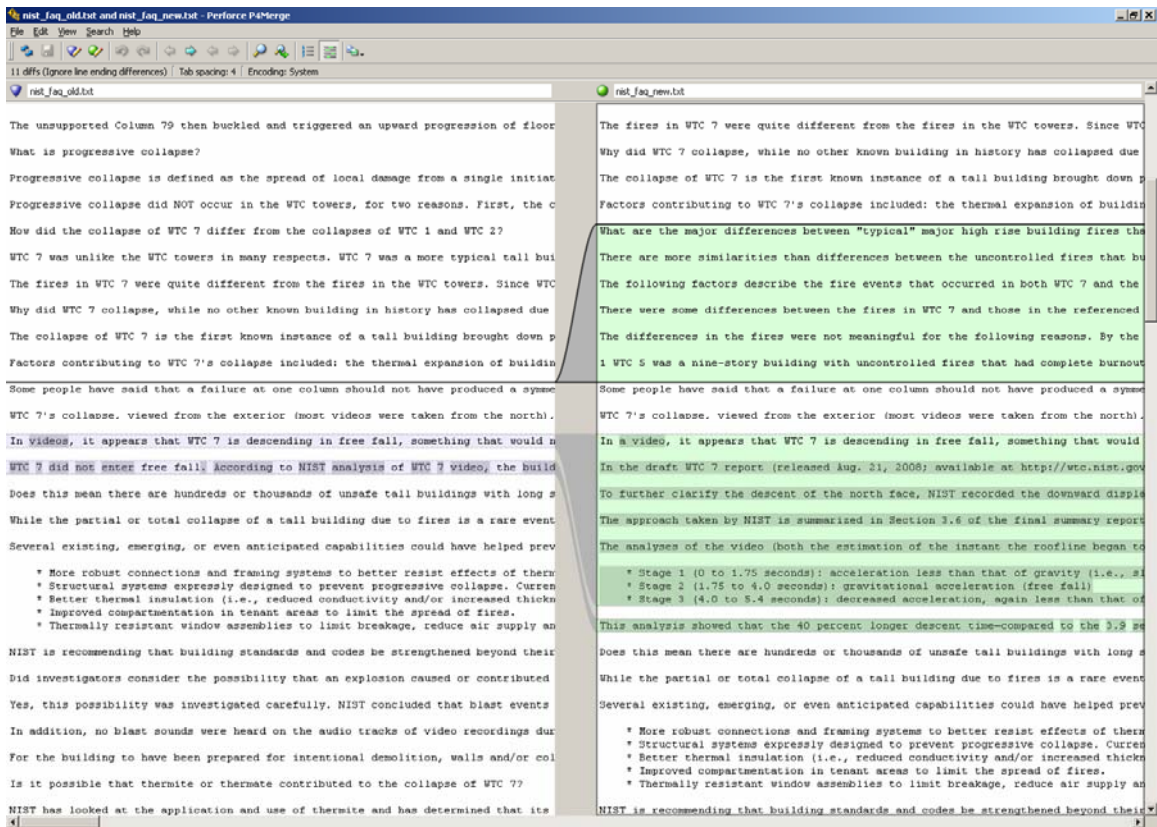 nist_faq_old.txt and nist_faq_new.txt - Perforce P4Merge
File Edit View Search Help
11 diffs (Ignore line ending differences) Tab spacing: 4 Encoding: System
nist_faq_old.txt
The unsupported Column 79 then buckled and triggered an upward progression of floor
What is progressive collapse?
Progressive collapse is defined as the spread of local damage from a single initiat
Progressive collapse did NOT occur in the WTC towers, for two reasons. First, the c
How did the collapse of WTC 7 differ from the collapses of WTC 1 and WTC 2?
WTC 7 was unlike the WTC towers in many respects. WTC 7 was a more typical tall bui
The fires in WTC 7 were quite different from the fires in the WTC towers. Since WTC
Why did WTC 7 collapse, while no other known building in history has collapsed due
The collapse of WTC 7 is the first known instance of a tall building brought down p
Factors contributing to WTC 7's collapse included: the thermal expansion of buildin
Some people have said that a failure at one column should not have produced a symme
WTC 7's collapse. viewed from the exterior (most videos were taken from the north).
In videos, it appears that WTC 7 is descending in free fall, something that would n
WTC 7 did not enter free fall. According to NIST analysis of WTC 7 video, the build
Does this mean there are hundreds or thousands of unsafe tall buildings with long s
While the partial or total collapse of a tall building due to fires is a rare event
Several existing, emerging, or even anticipated capabilities could have helped prev
* More robust connections and framing systems to better resist effects of therm
* Structural systems expressly designed to prevent progressive collapse. Curren
* Better thermal insulation (i.e., reduced conductivity and/or increased thickn
* Improved compartmentation in tenant areas to limit the spread of fires.
* Thermally resistant window assemblies to limit breakage, reduce air supply an
NIST is recommending that building standards and codes be strengthened beyond their
Did investigators consider the possibility that an explosion caused or contributed
Yes, this possibility was investigated carefully. NIST concluded that blast events
In addition, no blast sounds were heard on the audio tracks of video recordings dur
For the building to have been prepared for intentional demolition, walls and/or col
Is it possible that thermite or thermate contributed to the collapse of WTC 7?
NIST has looked at the application and use of thermite and has determined that its
nist_faq_new.txt
The fires in WTC 7 were quite different from the fires in the WTC towers. Since WTC
Why did WTC 7 collapse, while no other known building in history has collapsed due
The collapse of WTC 7 is the first known instance of a tall building brought down p
Factors contributing to WTC 7's collapse included: the thermal expansion of buildin
What are the major differences between "typical" major high rise building fires tha
There are more similarities than differences between the uncontrolled fires that bu
The following factors describe the fire events that occurred in both WTC 7 and the
There were some differences between the fires in WTC 7 and those in the referenced
The differences in the fires were not meaningful for the following reasons. By the
1 WTC 5 was a nine-story building with uncontrolled fires that had complete burnout
Some people have said that a failure at one column should not have produced a symme
WTC 7's collapse. viewed from the exterior (most videos were taken from the north).
In a video, it appears that WTC 7 is descending in free fall, something that would
In the draft WTC 7 report (released Aug. 21, 2008; available at http://wtc.nist.gov
To further clarify the descent of the north face, NIST recorded the downward displa
The approach taken by NIST is summarized in Section 3.6 of the final summary report
The analyses of the video (both the estimation of the instant the roofline began to
* Stage 1 (0 to 1.75 seconds): acceleration less than that of gravity (i.e., sl
* Stage 2 (1.75 to 4.0 seconds): gravitational acceleration (free fall)
* Stage 3 (4.0 to 5.4 seconds): decreased acceleration, again less than that of
This analysis showed that the 40 percent longer descent time—compared to the 3.9 se
Does this mean there are hundreds or thousands of unsafe tall buildings with long s
While the partial or total collapse of a tall building due to fires is a rare event
Several existing, emerging, or even anticipated capabilities could have helped prev
* More robust connections and framing systems to better resist effects of therm
* Structural systems expressly designed to prevent progressive collapse. Curren
* Better thermal insulation (i.e., reduced conductivity and/or increased thickn
* Improved compartmentation in tenant areas to limit the spread of fires.
* Thermally resistant window assemblies to limit breakage, reduce air supply an
NIST is recommending that building standards and codes be strengthened beyond their